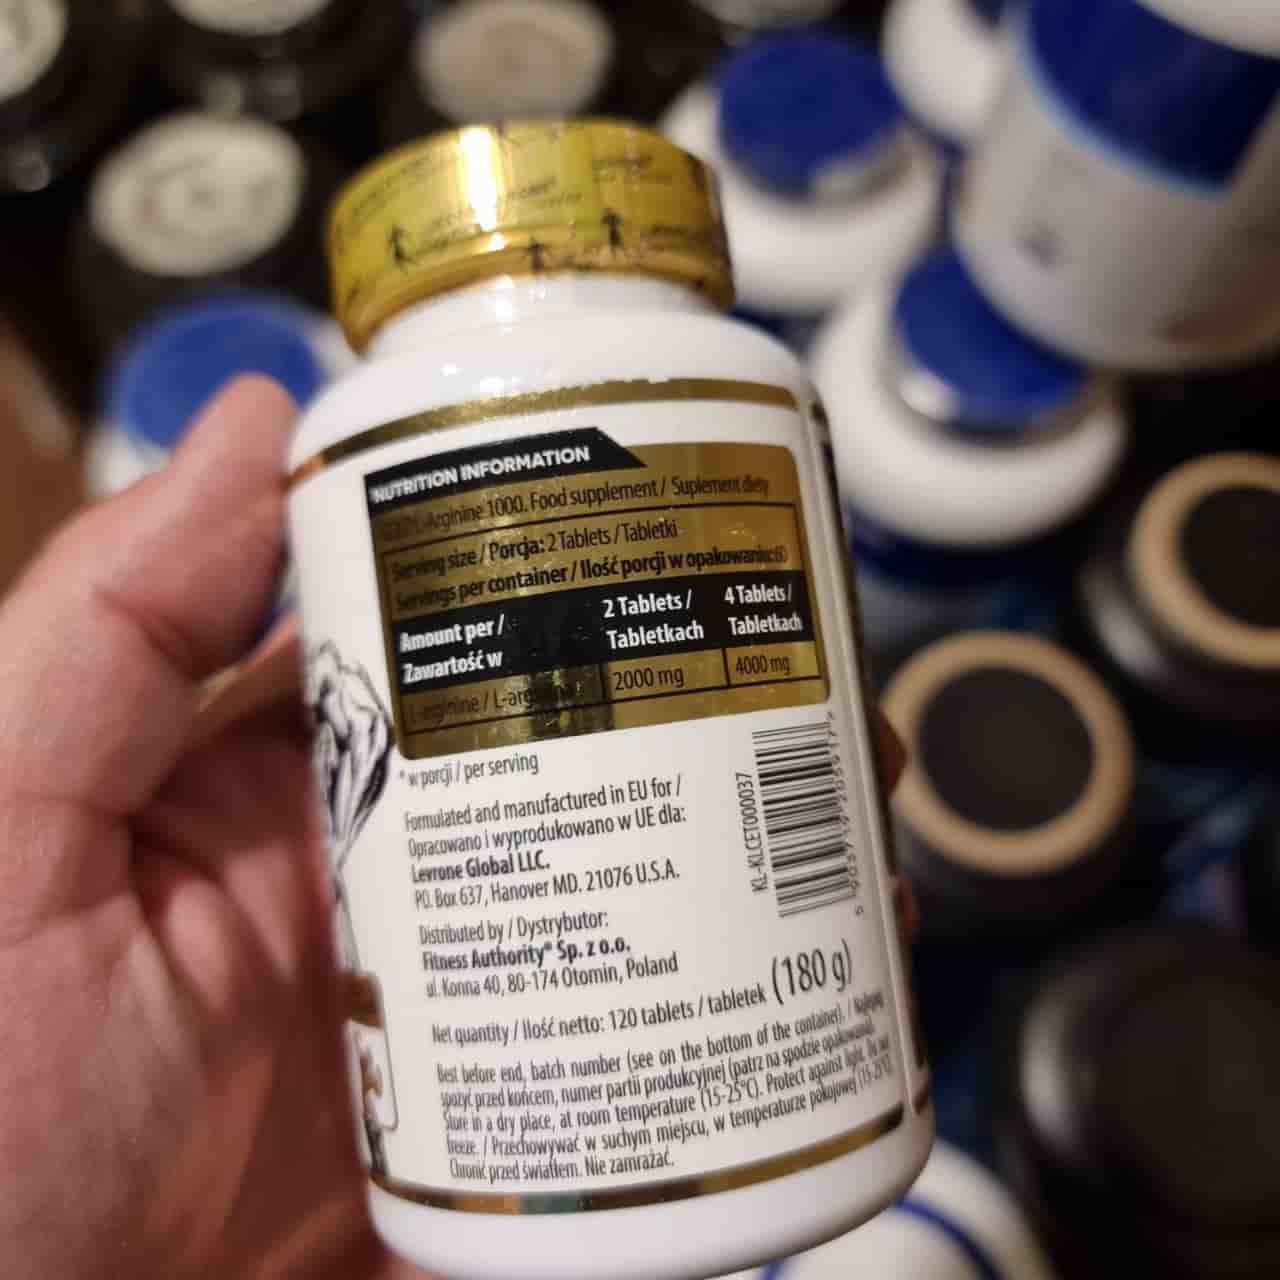 NUTRITION INFORMATION
L-Arginine 1000. Food supplement / Suplement diety
Serving size / Porcja: 2 Tablets / Tabletki
Servings per container / Ilość porcji w opakowaniu: 60
Amount per / Zawartość w
2 Tablets / Tabletkach
4 Tablets / Tabletkach
L-arginine / L-arginina
2000 mg
4000 mg
* w porcji / per serving
Formulated and manufactured in EU for /
Opracowano i wyprodukowano w UE dla:
Levrone Global LLC.
P.O. Box 637, Hanover MD. 21076 U.S.A.
Distributed by / Dystrybutor:
Fitness Authority® Sp. z o.o.
ul. Konna 40, 80-174 Otomin, Poland
Net quantity / Ilość netto: 120 tablets / tabletek (180 g)
Best before end, batch number (see on the bottom of the container). / Najlepiej
spożyć przed końcem, numer partii produkcyjnej (patrz na spodzie opakowania).
Store in a dry place, at room temperature (15-25°C). Protect against light. Do not
freeze. / Przechowywać w suchym miejscu, w temperaturze pokojowej (15-25°C).
Chronić przed światłem. Nie zamrażać.
KL-KLCET000037